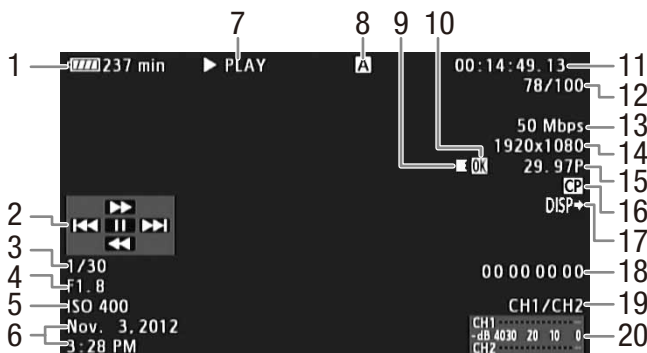 7 8 9 10
1 237 min PLAY A 00:14:49.13 11
78/100 12
50 Mbps 13
1920x1080 14
OK 29.97P 15
CP 16
DISP 17
2
3 1/30
4 F1.8 00 00 00 00 18
5 ISO 400 CH1/CH2 19
6 Nov. 3,2012 CH1
-dB 40 30 20 10 0 20
3:28 PM CH2